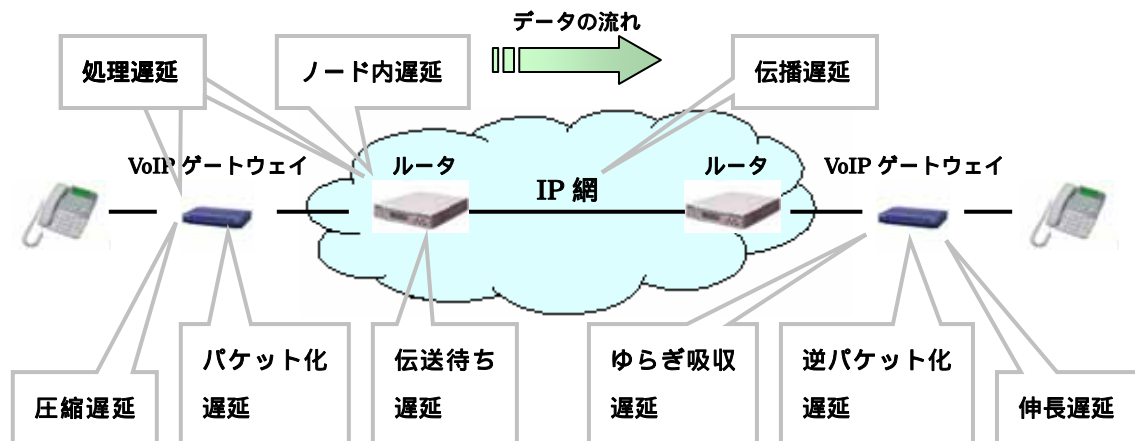 データの流れ
処理遅延
ノード内遅延
伝播遅延
VoIP ゲートウェイ
ルータ
IP 網
ルータ
VoIP ゲートウェイ
圧縮遅延
パケット化
遅延
伝送待ち
遅延
ゆらぎ吸収
遅延
逆パケット化
遅延
伸長遅延